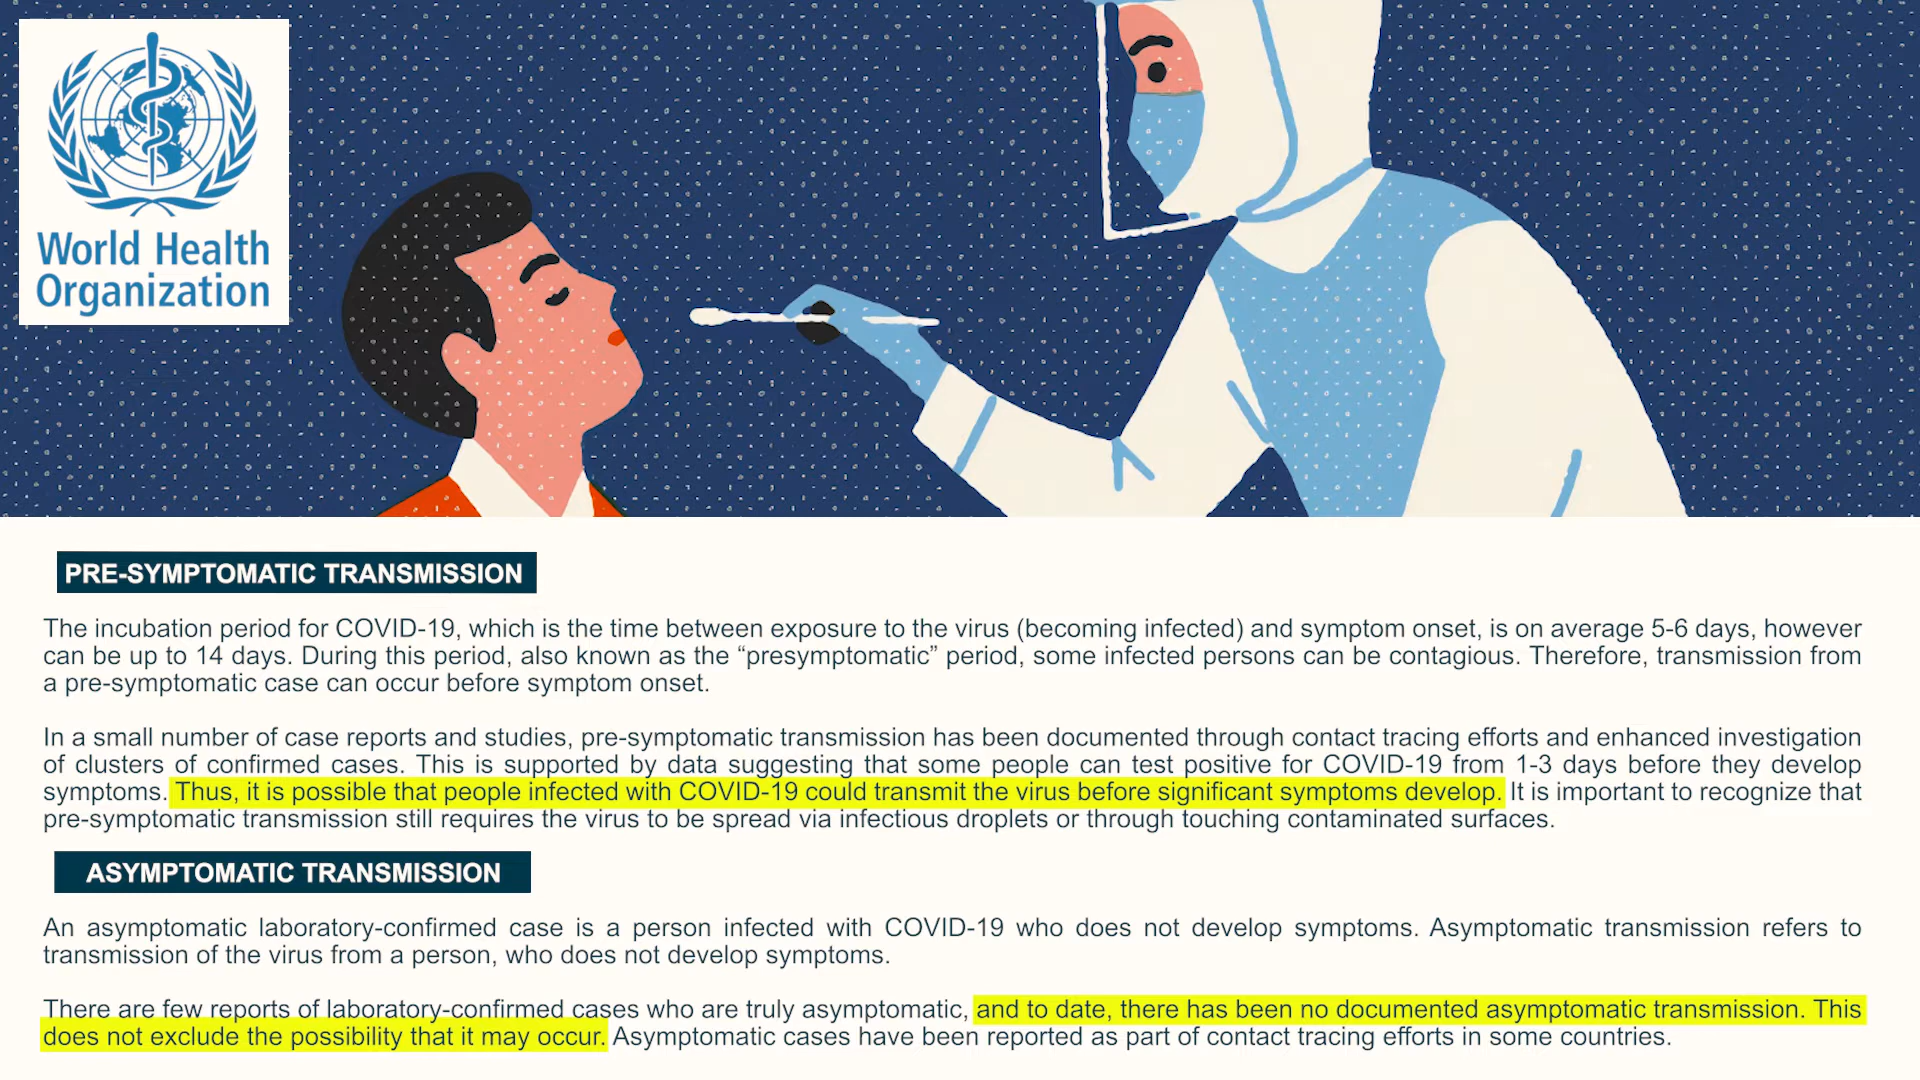 World Health
Organization
PRE-SYMPTOMATIC TRANSMISSION
The incubation period for COVID-19, which is the time between exposure to the virus (becoming infected) and symptom onset, is on average 5-6 days, however
can be up to 14 days. During this period, also known as the “presymptomatic” period, some infected persons can be contagious. Therefore, transmission from
a pre-symptomatic case can occur before symptom onset.
In a small number of case reports and studies, pre-symptomatic transmission has been documented through contact tracing efforts and enhanced investigation
of clusters of confirmed cases. This is supported by data suggesting that some people can test positive for COVID-19 from 1-3 days before they develop
symptoms. Thus, it is possible that people infected with COVID-19 could transmit the virus before significant symptoms develop. It is important to recognize that
pre-symptomatic transmission still requires the virus to be spread via infectious droplets or through touching contaminated surfaces.
ASYMPTOMATIC TRANSMISSION
An asymptomatic laboratory-confirmed case is a person infected with COVID-19 who does not develop symptoms. Asymptomatic transmission refers to
transmission of the virus from a person, who does not develop symptoms.
There are few reports of laboratory-confirmed cases who are truly asymptomatic, and to date, there has been no documented asymptomatic transmission. This
does not exclude the possibility that it may occur. Asymptomatic cases have been reported as part of contact tracing efforts in some countries.